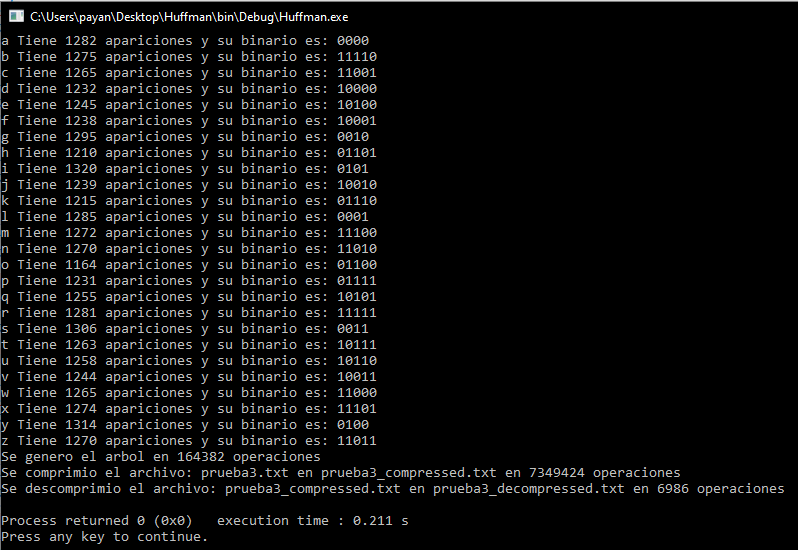 C:\Users\payan\Desktop\Huffman\bin\Debug\Huffman.exe
a Tiene 1282 apariciones y su binario es: 0000
b Tiene 1275 apariciones y su binario es: 11110
c Tiene 1265 apariciones y su binario es: 11001
d Tiene 1232 apariciones y su binario es: 10000
e Tiene 1245 apariciones y su binario es: 10100
f Tiene 1238 apariciones y su binario es: 10001
g Tiene 1295 apariciones y su binario es: 0010
h Tiene 1210 apariciones y su binario es: 01101
i Tiene 1320 apariciones y su binario es: 0101
j Tiene 1239 apariciones y su binario es: 10010
k Tiene 1215 apariciones y su binario es: 01110
l Tiene 1285 apariciones y su binario es: 0001
m Tiene 1272 apariciones y su binario es: 11100
n Tiene 1270 apariciones y su binario es: 11010
o Tiene 1164 apariciones y su binario es: 01100
p Tiene 1231 apariciones y su binario es: 01111
q Tiene 1255 apariciones y su binario es: 10101
r Tiene 1281 apariciones y su binario es: 11111
s Tiene 1306 apariciones y su binario es: 0011
t Tiene 1263 apariciones y su binario es: 10111
u Tiene 1258 apariciones y su binario es: 10110
v Tiene 1244 apariciones y su binario es: 10011
w Tiene 1265 apariciones y su binario es: 11000
x Tiene 1274 apariciones y su binario es: 11101
y Tiene 1314 apariciones y su binario es: 0100
z Tiene 1270 apariciones y su binario es: 11011
Se genero el arbol en 164382 operaciones
Se comprimio el archivo: prueba3.txt en prueba3_compressed.txt en 7349424 operaciones
Se descomprimio el archivo: prueba3_compressed.txt en prueba3_decompressed.txt en 6986 operaciones
Process returned 0 (0x0)   execution time : 0.211 s
Press any key to continue.